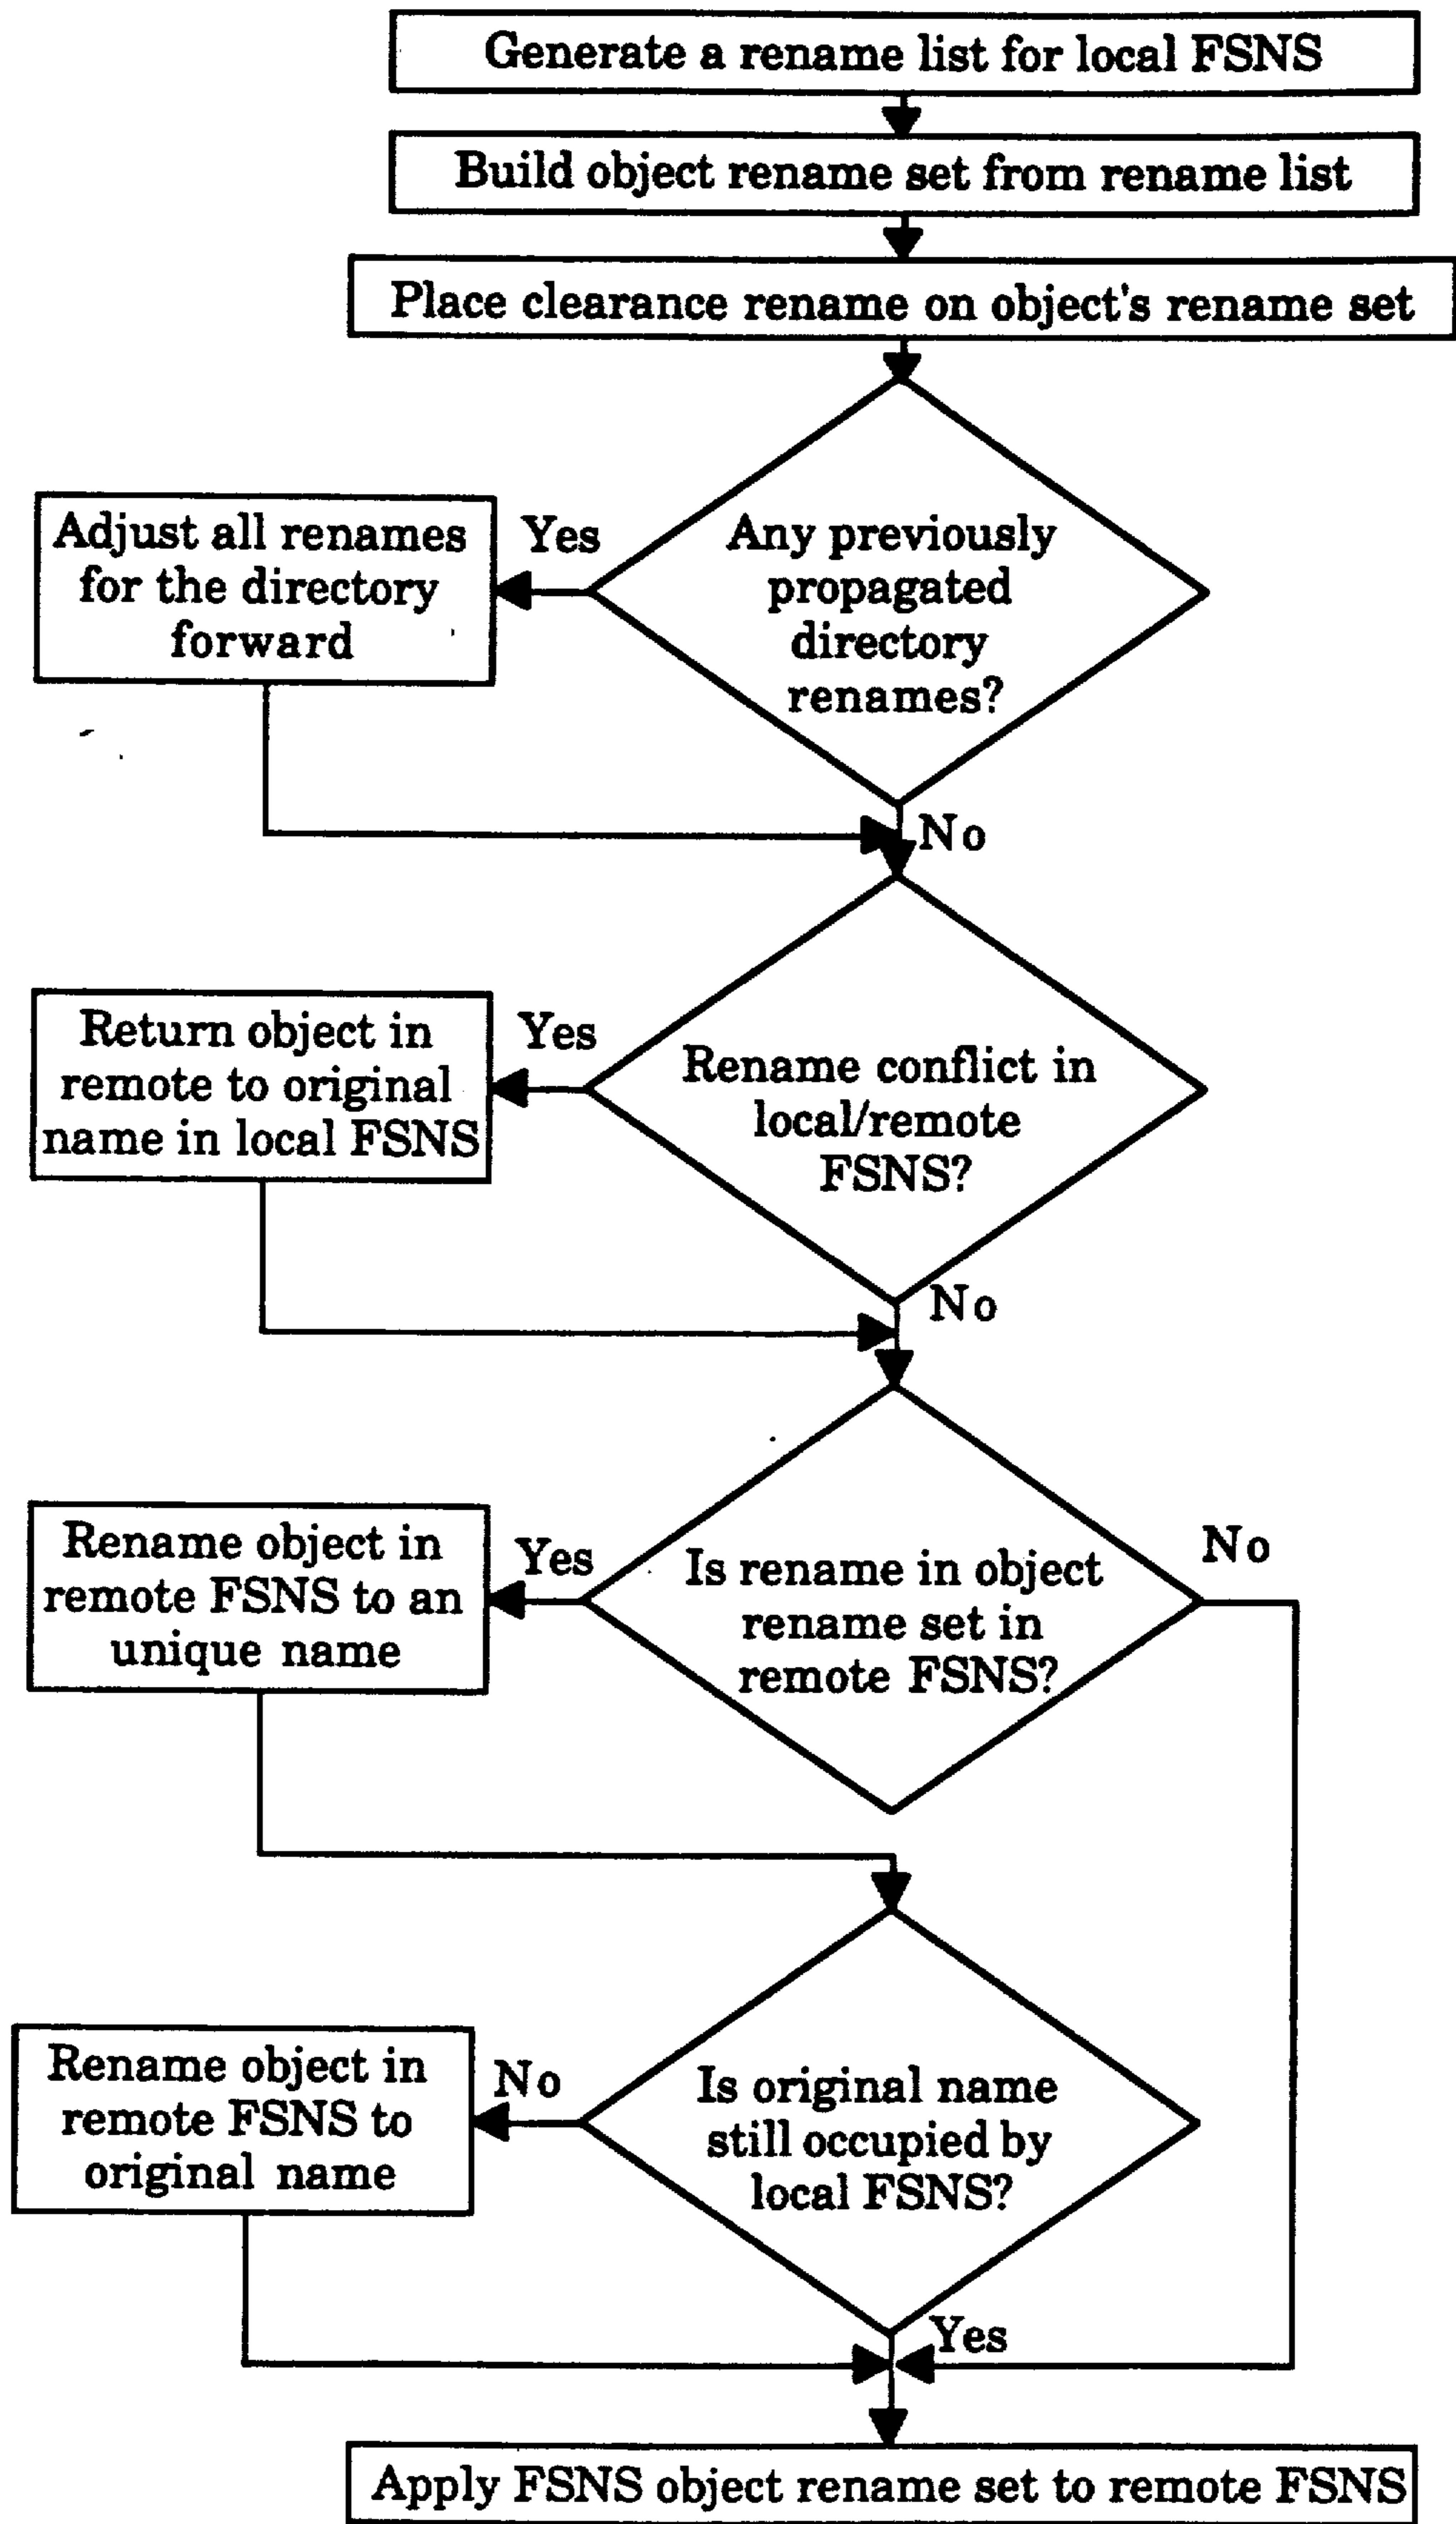 Generate a rename list for local FSNS
Build object rename set from rename list
Place clearance rename on object's rename set
Any previously
propagated
directory
renames?
Yes
Adjust all renames
for the directory
forward
No
Rename conflict in
local/remote
FSNS?
Yes
Return object in
remote to original
name in local FSNS
No
Is rename in object
rename set in
remote FSNS?
Yes
Rename object in
remote FSNS to an
unique name
No
Is original name
still occupied by
local FSNS?
No
Rename object in
remote FSNS to
original name
Yes
Apply FSNS object rename set to remote FSNS